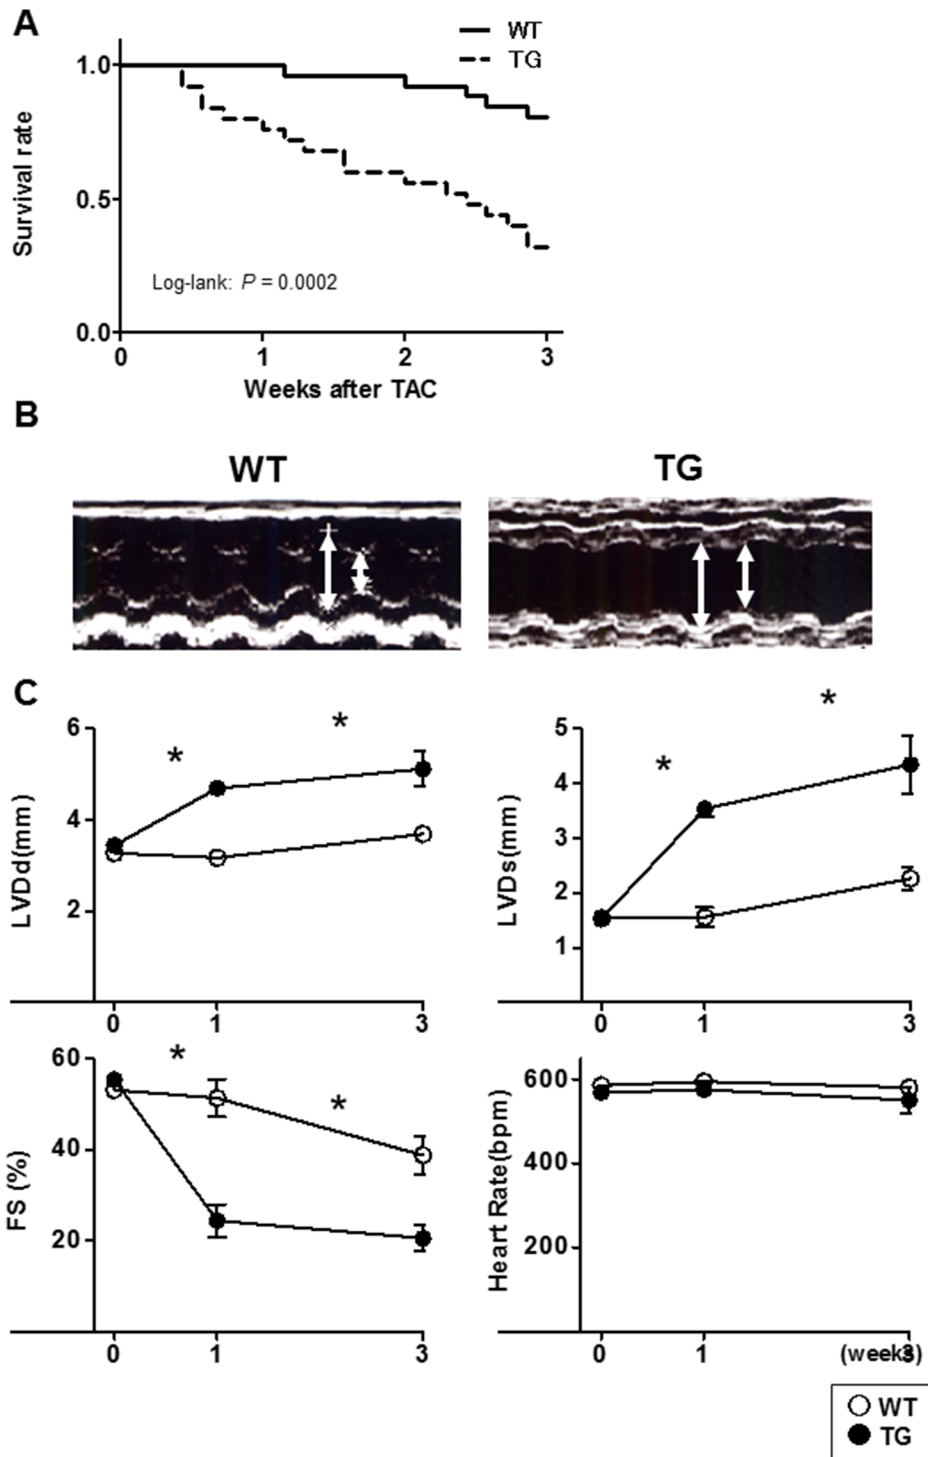 A
WT
TG
1.0
0.5
0.0
Survival rate
Log-lank: P = 0.0002
0 1 2 3
Weeks after TAC
B
WT TG
C
* *
6
4
2
LVDd(mm)
0 1 3
* *
5
4
3
2
1
LVDs(mm)
0 1 3
* *
60
40
20
FS (%)
0 1 3
600
400
200
Heart Rate(bpm)
0 1 3
(weeks)
WT
TG